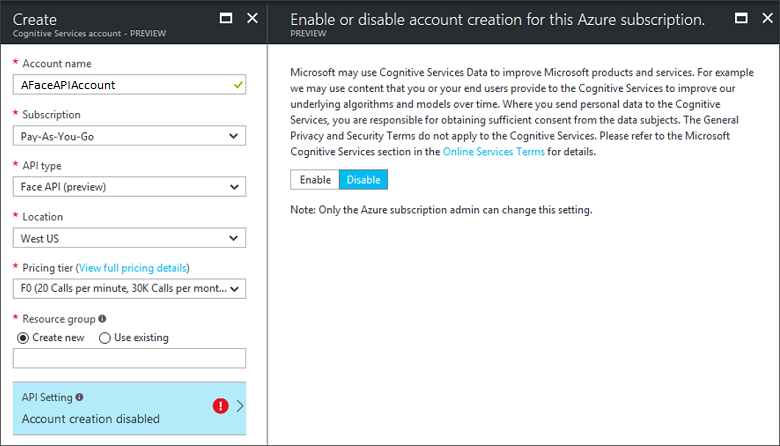 Create
Cognitive Services account - PREVIEW
* Account name
AFaceAPIAccount
* Subscription
Pay-As-You-Go
* API type
Face API (preview)
* Location
West US
* Pricing tier (View full pricing details)
F0 (20 Calls per minute, 30K Calls per mont...
* Resource group
Create new
Use existing
API Setting
Account creation disabled
Enable or disable account creation for this Azure subscription.
PREVIEW
Microsoft may use Cognitive Services Data to improve Microsoft products and services. For example
we may use content that you or your end users provide to the Cognitive Services to improve our
underlying algorithms and models over time. Where you send personal data to the Cognitive
Services, you are responsible for obtaining sufficient consent from the data subjects. The General
Privacy and Security Terms do not apply to the Cognitive Services. Please refer to the Microsoft
Cognitive Services section in the Online Services Terms for details.
Enable
Disable
Note: Only the Azure subscription admin can change this setting.